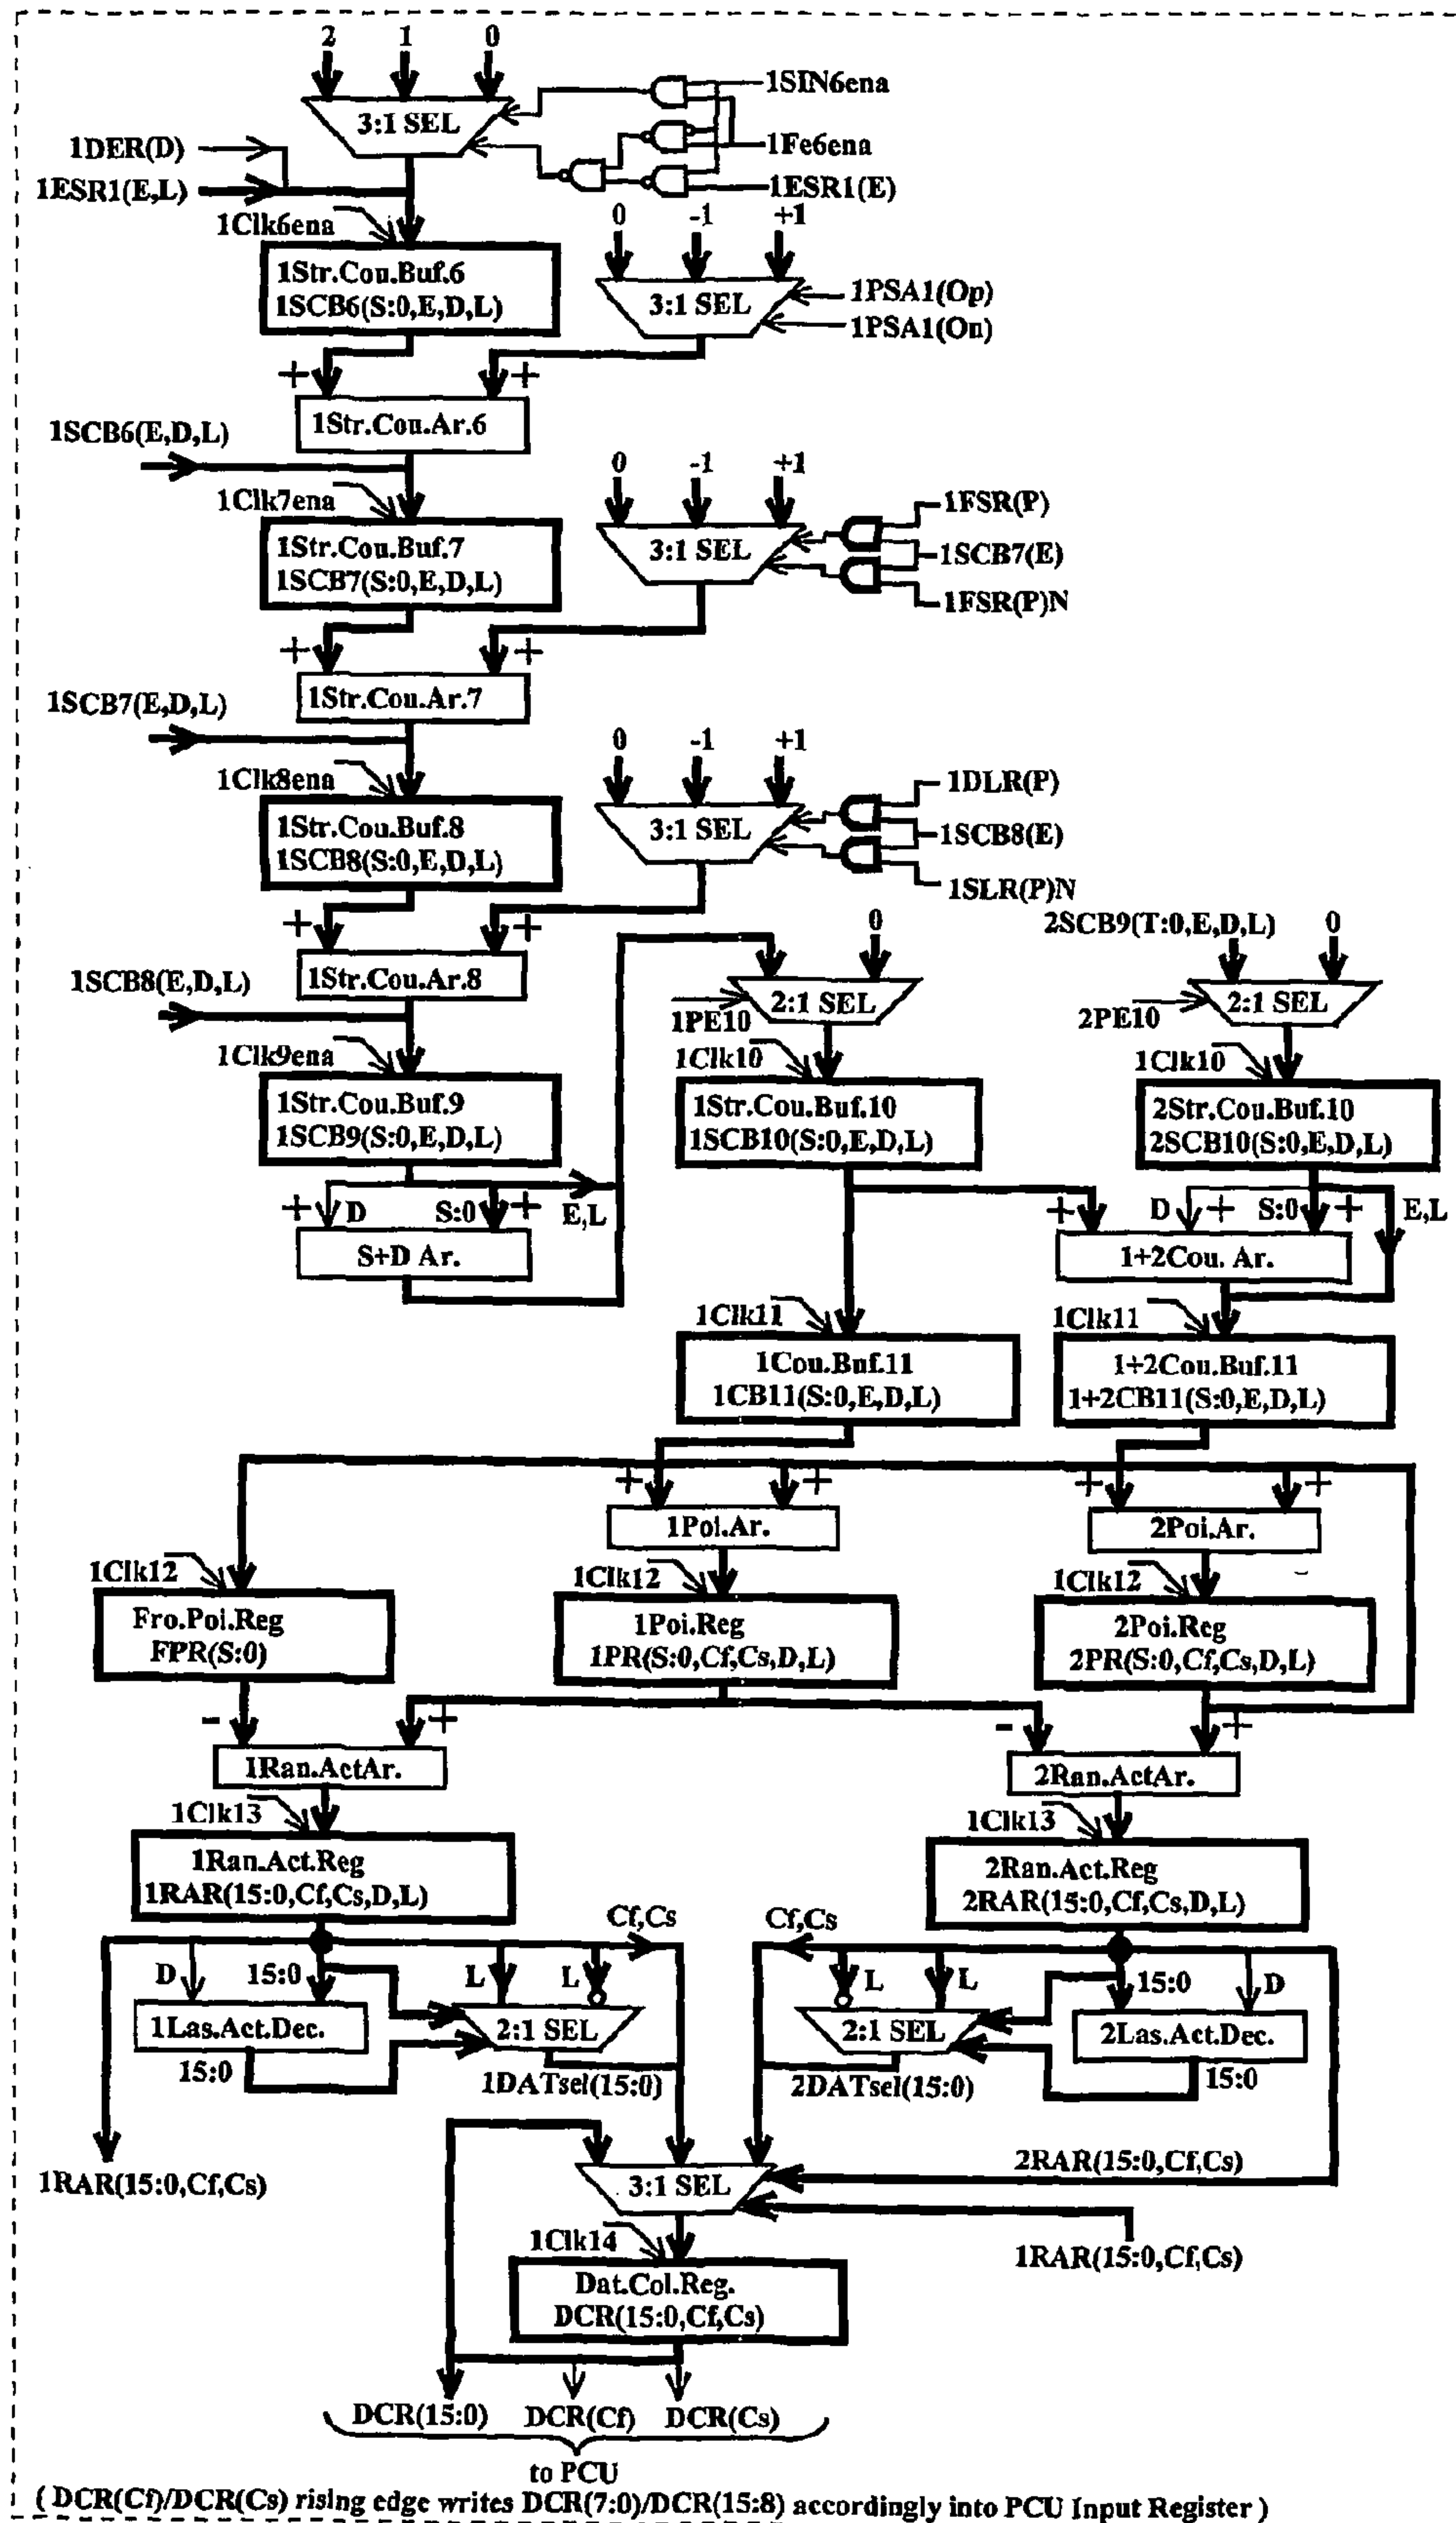 2 1 0
3:1 SEL
1SIN6ena
1Fe6ena
1ESR1(E)
1DER(D)
1ESR1(E,L)
1Clk6ena
1Str.Cou.Buf.6
1SCB6(S:0,E,D,L)
0 -1 +1
3:1 SEL
1PSA1(Op)
1PSA1(On)
+ +
1Str.Cou.Ar.6
1SCB6(E,D,L)
1Clk7ena
1Str.Cou.Buf.7
1SCB7(S:0,E,D,L)
0 -1 +1
3:1 SEL
1FSR(P)
1SCB7(E)
1FSR(P)N
+ +
1Str.Cou.Ar.7
1SCB7(E,D,L)
1Clk8ena
1Str.Cou.Buf.8
1SCB8(S:0,E,D,L)
0 -1 +1
3:1 SEL
1DLR(P)
1SCB8(E)
1SLR(P)N
+ +
1Str.Cou.Ar.8
1SCB8(E,D,L)
1Clk9ena
1Str.Cou.Buf.9
1SCB9(S:0,E,D,L)
+ D S:0 + E,L
S+D Ar.
0
2:1 SEL
1PE10
1Clk10
1Str.Cou.Buf.10
1SCB10(S:0,E,D,L)
2SCB9(T:0,E,D,L) 0
2:1 SEL
2PE10
1Clk10
2Str.Cou.Buf.10
2SCB10(S:0,E,D,L)
+ D + S:0 + E,L
1+2Cou. Ar.
1Clk11
1Cou.Buf.11
1CB11(S:0,E,D,L)
1Clk11
1+2Cou.Buf.11
1+2CB11(S:0,E,D,L)
+ + + +
1Poi.Ar.
2Poi.Ar.
1Clk12
Fro.Poi.Reg
FPR(S:0)
1Clk12
1Poi.Reg
1PR(S:0,Cf,Cs,D,L)
1Clk12
2Poi.Reg
2PR(S:0,Cf,Cs,D,L)
- + - +
1Ran.ActAr.
2Ran.ActAr.
1Clk13
1Ran.Act.Reg
1RAR(15:0,Cf,Cs,D,L)
1Clk13
2Ran.Act.Reg
2RAR(15:0,Cf,Cs,D,L)
Cf,Cs Cf,Cs
D 15:0 L L
L L 15:0 D
1Las.Act.Dec.
2:1 SEL
2:1 SEL
2Las.Act.Dec.
15:0
1DATsel(15:0)
2DATsel(15:0)
15:0
1RAR(15:0,Cf,Cs)
3:1 SEL
2RAR(15:0,Cf,Cs)
1RAR(15:0,Cf,Cs)
1Clk14
Dat.Col.Reg.
DCR(15:0,Cf,Cs)
DCR(15:0) DCR(Cf) DCR(Cs)
to PCU
( DCR(Cf)/DCR(Cs) rising edge writes DCR(7:0)/DCR(15:8) accordingly into PCU Input Register )